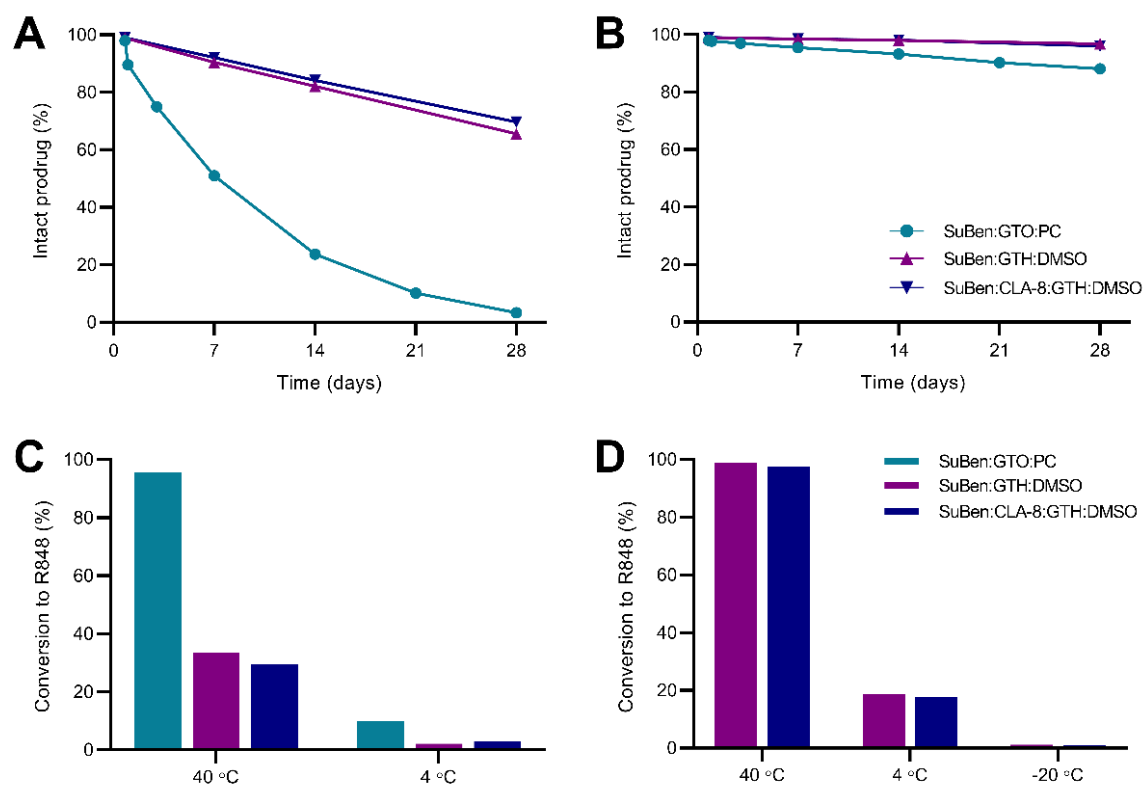 A
Intact prodrug (%)
100
80
60
40
20
0
0 7 14 21 28
Time (days)
B
Intact prodrug (%)
100
80
60
40
20
0
SuBen:GTO:PC
SuBen:GTH:DMSO
SuBen:CLA-8:GTH:DMSO
0 7 14 21 28
Time (days)
C
Conversion to R848 (%)
100
80
60
40
20
0
40 °C 4 °C
D
Conversion to R848 (%)
100
80
60
40
20
0
SuBen:GTO:PC
SuBen:GTH:DMSO
SuBen:CLA-8:GTH:DMSO
40 °C 4 °C -20 °C